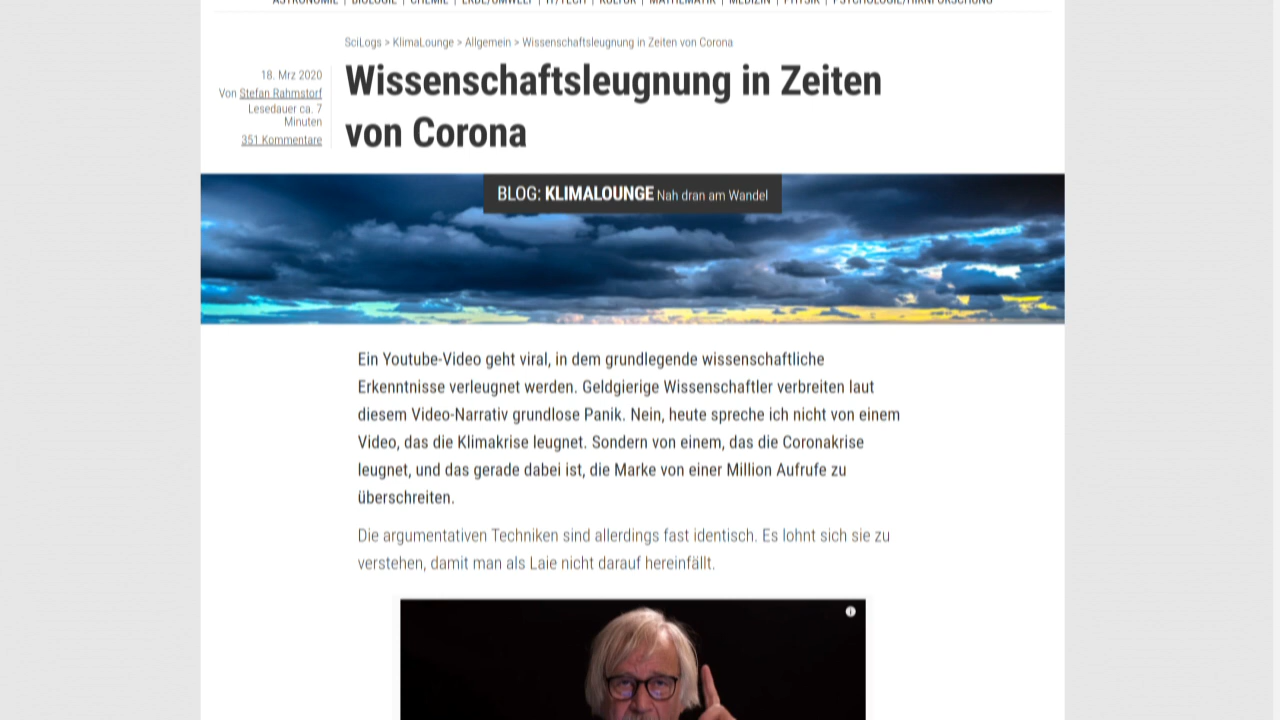 ASTRONOMIE | BIOLOGIE | CHEMIE | ERDE/UMWELT | IT/TECH | KULTUR | MATHEMATIK | MEDIZIN | PHYSIK | PSYCHOLOGIE/HIRNFORSCHUNG
SciLogs > KlimaLounge > Allgemein > Wissenschaftsleugnung in Zeiten von Corona
18. Mrz 2020
Von Stefan Rahmstorf
Lesedauer ca. 7
Minuten
351 Kommentare
Wissenschaftsleugnung in Zeiten
von Corona
BLOG: KLIMALOUNGE Nah dran am Wandel
Ein Youtube-Video geht viral, in dem grundlegende wissenschaftliche
Erkenntnisse verleugnet werden. Geldgierige Wissenschaftler verbreiten laut
diesem Video-Narrativ grundlose Panik. Nein, heute spreche ich nicht von einem
Video, das die Klimakrise leugnet. Sondern von einem, das die Coronakrise
leugnet, und das gerade dabei ist, die Marke von einer Million Aufrufe zu
überschreiten.
Die argumentativen Techniken sind allerdings fast identisch. Es lohnt sich sie zu
verstehen, damit man als Laie nicht darauf hereinfällt.